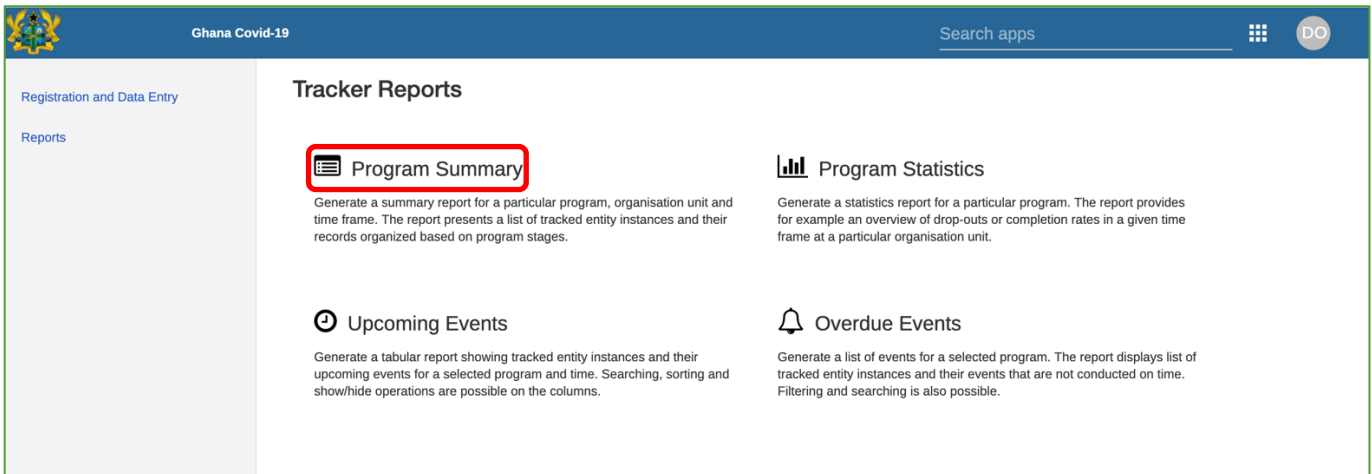 Ghana Covid-19
Search apps
DO
Registration and Data Entry
Reports
Tracker Reports
Program Summary
Generate a summary report for a particular program, organisation unit and
time frame. The report presents a list of tracked entity instances and their
records organized based on program stages.
Program Statistics
Generate a statistics report for a particular program. The report provides
for example an overview of drop-outs or completion rates in a given time
frame at a particular organisation unit.
Upcoming Events
Generate a tabular report showing tracked entity instances and their
upcoming events for a selected program and time. Searching, sorting and
show/hide operations are possible on the columns.
Overdue Events
Generate a list of events for a selected program. The report displays list of
tracked entity instances and their events that are not conducted on time.
Filtering and searching is also possible.